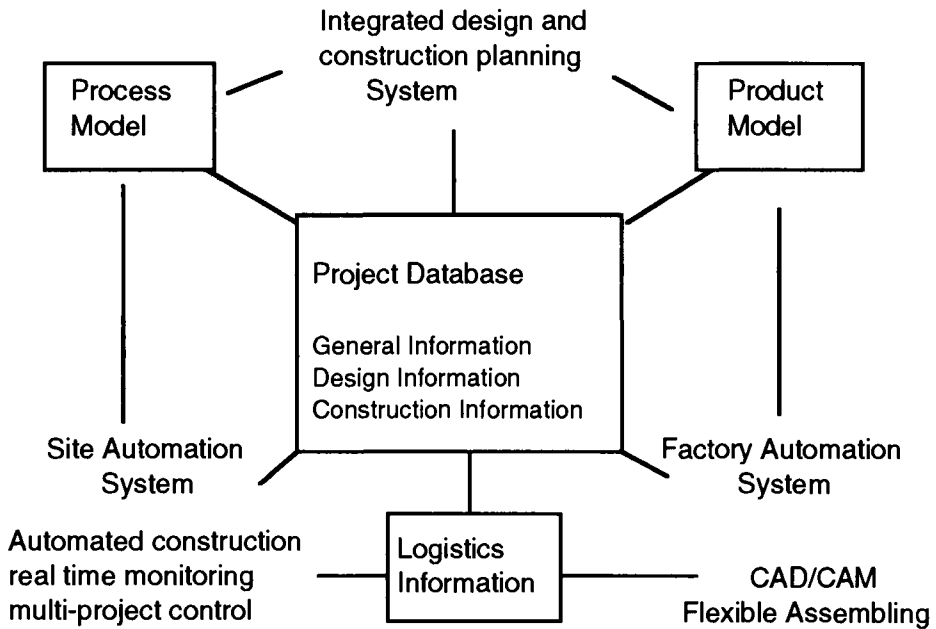 Integrated design and
construction planning
System
Process
Model
Product
Model
Project Database
General Information
Design Information
Construction Information
Site Automation
System
Factory Automation
System
Automated construction
real time monitoring
multi-project control
Logistics
Information
CAD/CAM
Flexible Assembling